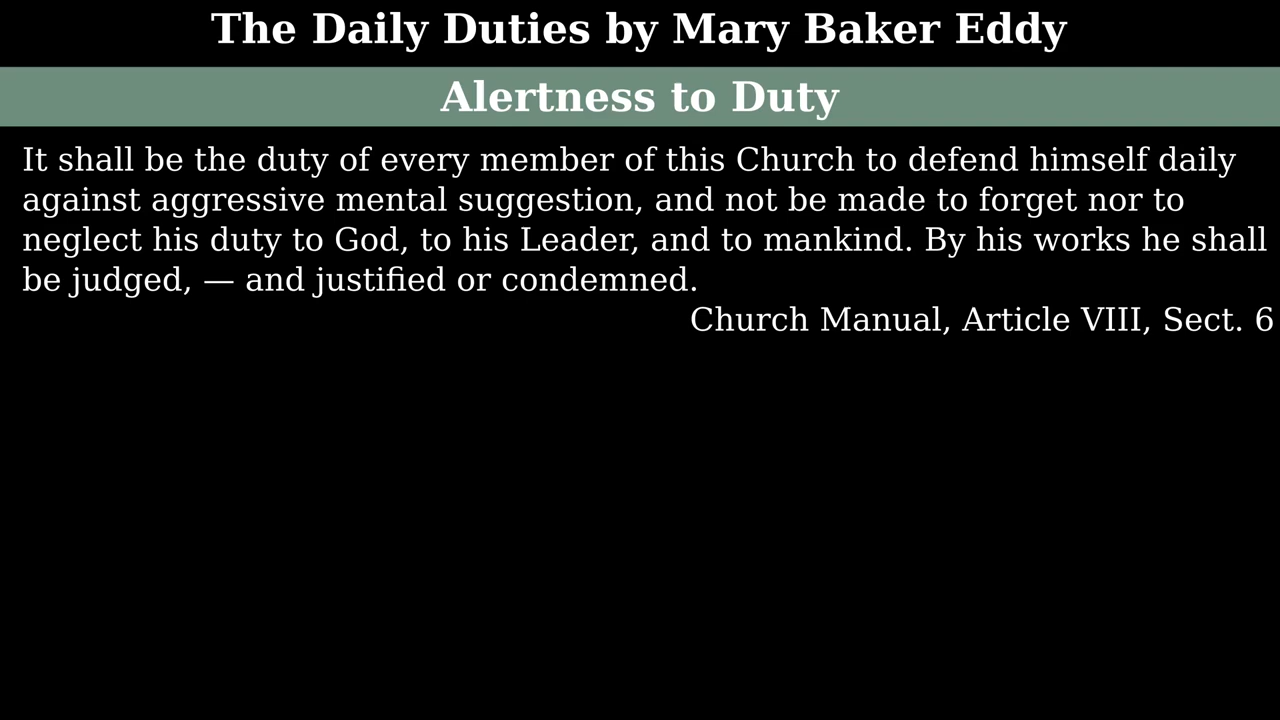 The Daily Duties by Mary Baker Eddy
Alertness to Duty
It shall be the duty of every member of this Church to defend himself daily
against aggressive mental suggestion, and not be made to forget nor to
neglect his duty to God, to his Leader, and to mankind. By his works he shall
be judged, — and justified or condemned.
Church Manual, Article VIII, Sect. 6